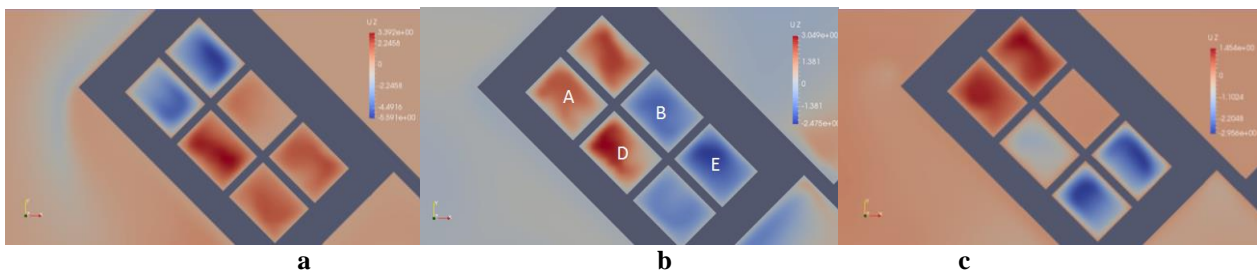 U Z
3.392e+00
2.2458
0
-2.2458
-4.4916
-5.591e+00
U Z
3.049e+00
1.381
0
-1.381
-2.476e+00
U Z
1.454e+00
0
-1.1024
-2.2048
-2.956e+00
A
B
D
E
a b c